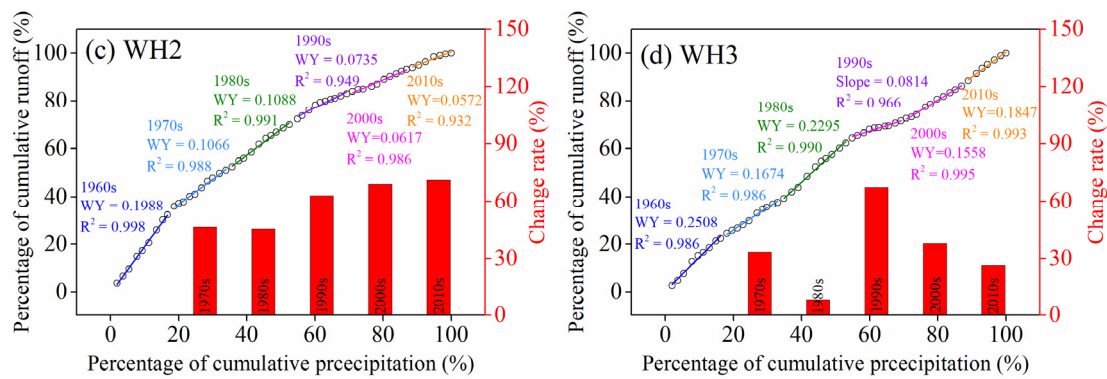 (c) WH2
Percentage of cumulative runoff (%)
100
80
60
40
20
0
1960s
WY = 0.1988
R² = 0.998
1970s
WY = 0.1066
R² = 0.988
1980s
WY = 0.1088
R² = 0.991
1990s
WY = 0.0735
R² = 0.949
2000s
WY=0.0617
R² = 0.986
2010s
WY=0.0572
R² = 0.932
1970s
1980s
1990s
2000s
2010s
150
120
90
60
30
0
Change rate (%)
0 20 40 60 80 100
Percentage of cumulative prcecipitation (%)
(d) WH3
Percentage of cumulative runoff (%)
100
80
60
40
20
0
1960s
WY = 0.2508
R² = 0.986
1970s
WY = 0.1674
R² = 0.986
1980s
WY = 0.2295
R² = 0.990
1990s
Slope = 0.0814
R² = 0.966
2000s
WY=0.1558
R² = 0.995
2010s
WY=0.1847
R² = 0.993
1970s
1980s
1990s
2000s
2010s
150
120
90
60
30
0
Change rate (%)
0 20 40 60 80 100
Percentage of cumulative prcecipitation (%)